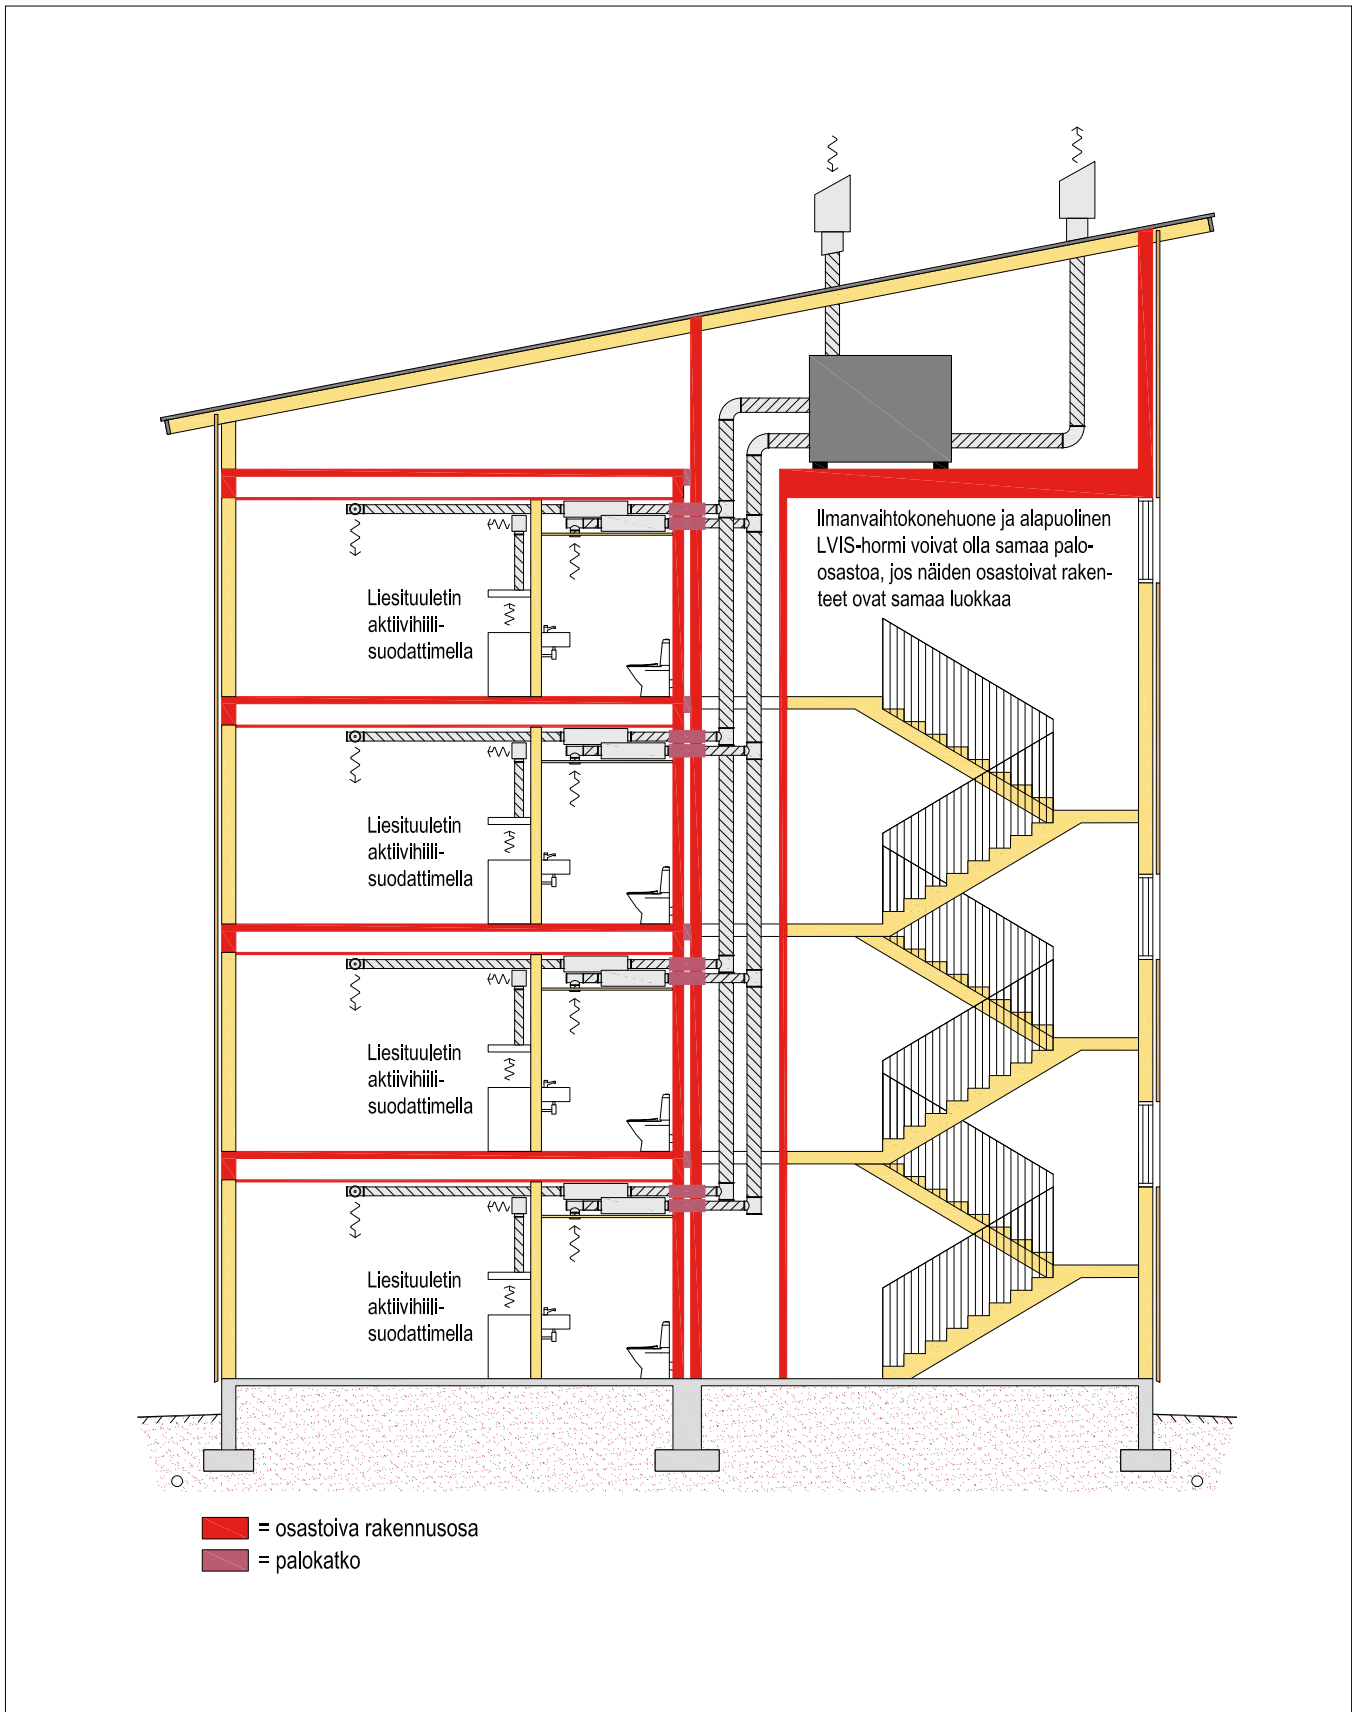 Ilmanvaihtokonehuone ja alapuolinen
LVIS-hormi voivat olla samaa palo-
osastoa, jos näiden osastoivat raken-
teet ovat samaa luokkaa
Liesituuletin
aktiivihiili-
suodattimella
Liesituuletin
aktiivihiili-
suodattimella
Liesituuletin
aktiivihiili-
suodattimella
Liesituuletin
aktiivihiili-
suodattimella
= osastoiva rakennusosa
= palokatko